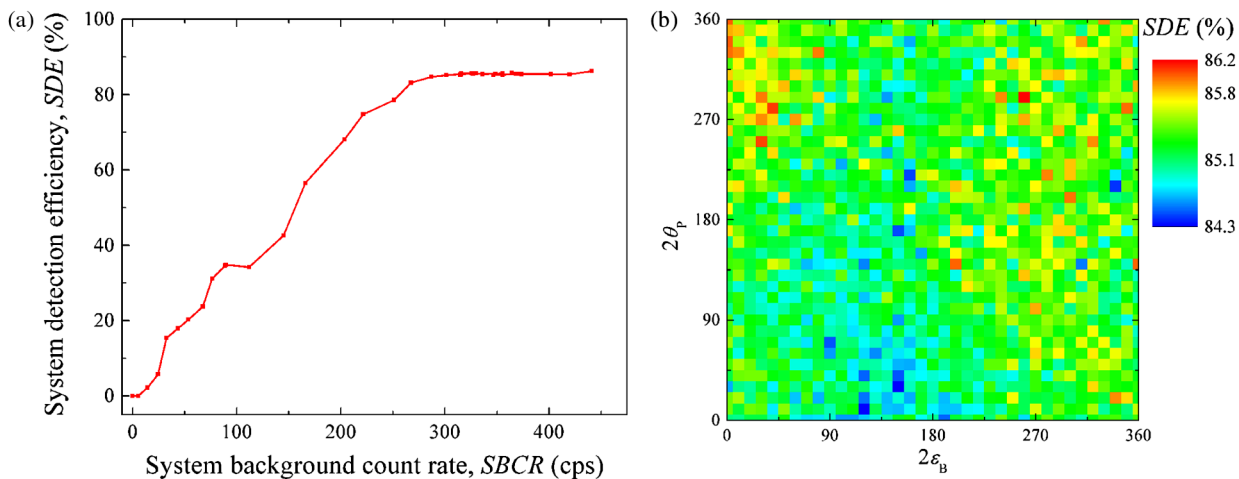 (a)
System detection efficiency, SDE (%)
100
80
60
40
20
0
0 100 200 300 400
System background count rate, SBCR (cps)
(b)
2θP
360
270
180
90
0
0 90 180 270 360
2εB
SDE (%)
86.2
85.8
85.1
84.3